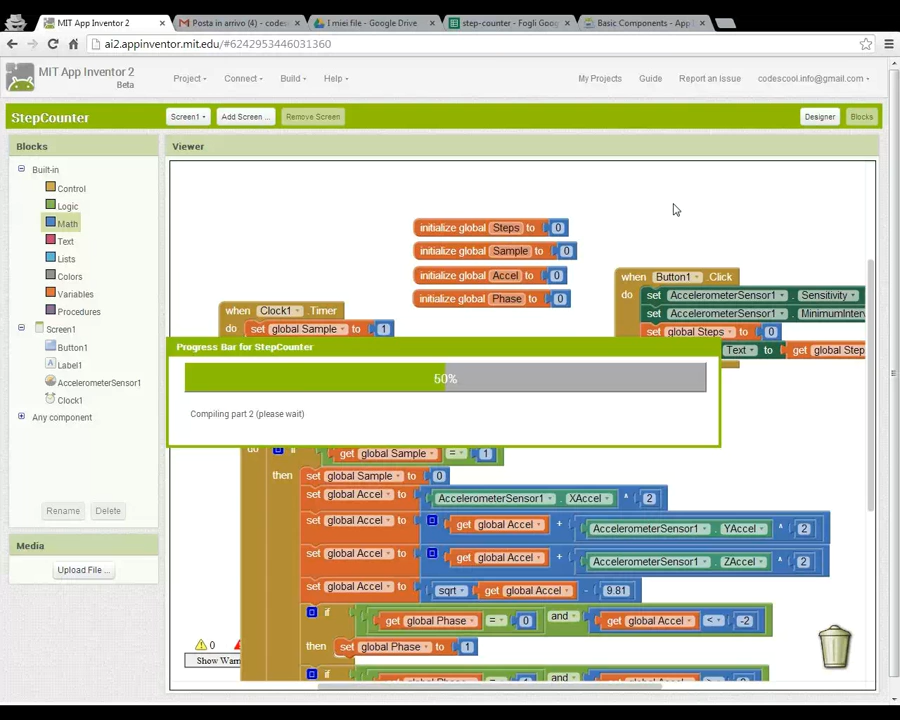 MIT App Inventor 2
Posta in arrivo (4) - codes
I miei file - Google Drive
step-counter - Fogli Goog
Basic Components - App I
ai2.appinventor.mit.edu/#6242953446031360
MIT App Inventor 2
Beta
Project
Connect
Build
Help
My Projects
Guide
Report an Issue
codescool.info@gmail.com
StepCounter
Screen1
Add Screen ...
Remove Screen
Designer
Blocks
Blocks
Viewer
Built-in
Control
Logic
Math
Text
Lists
Colors
Variables
Procedures
Screen1
Button1
Label1
AccelerometerSensor1
Clock1
Any component
Rename
Delete
Media
Upload File ...
initialize global Steps to 0
initialize global Sample to 0
initialize global Accel to 0
initialize global Phase to 0
when Clock1 . Timer
do set global Sample to 1
when Button1 . Click
do set AccelerometerSensor1 . Sensitivity
set AccelerometerSensor1 . MinimumInterv
set global Steps to 0
Text to get global Step
Progress Bar for StepCounter
50%
Compiling part 2 (please wait)
do if get global Sample = 1
then set global Sample to 0
set global Accel to AccelerometerSensor1 . XAccel ^ 2
set global Accel to get global Accel + AccelerometerSensor1 . YAccel ^ 2
set global Accel to get global Accel + AccelerometerSensor1 . ZAccel ^ 2
set global Accel to sqrt get global Accel - 9.81
if get global Phase = 0 and get global Accel < -2
then set global Phase to 1
if get global Phase = 1 and
0
Show Warn